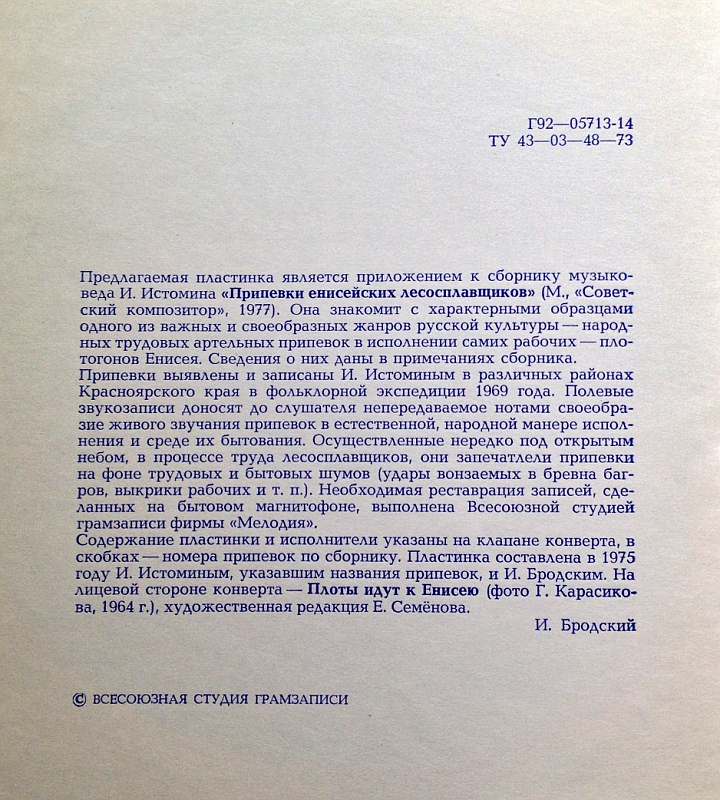 Г92—05713-14
ТУ 43—03—48—73
Предлагаемая пластинка является приложением к сборнику музыко-
веда И. Истомина «Припевки енисейских лесосплавщиков» (М., «Совет-
ский композитор», 1977). Она знакомит с характерными образцами
одного из важных и своеобразных жанров русской культуры — народ-
ных трудовых артельных припевок в исполнении самих рабочих — пло-
тогонов Енисея. Сведения о них даны в примечаниях сборника.
Припевки выявлены и записаны И. Истоминым в различных районах
Красноярского края в фольклорной экспедиции 1969 года. Полевые
звукозаписи доносят до слушателя непередаваемое нотами своеобра-
зие живого звучания припевок в естественной, народной манере испол-
нения и среде их бытования. Осуществленные нередко под открытым
небом, в процессе труда лесосплавщиков, они запечатлели припевки
на фоне трудовых и бытовых шумов (удары вонзаемых в бревна баг-
ров, выкрики рабочих и т. п.). Необходимая реставрация записей, сде-
ланных на бытовом магнитофоне, выполнена Всесоюзной студией
грамзаписи фирмы «Мелодия».
Содержание пластинки и исполнители указаны на клапане конверта, в
скобках — номера припевок по сборнику. Пластинка составлена в 1975
году И. Истоминым, указавшим названия припевок, и И. Бродским. На
лицевой стороне конверта — Плоты идут к Енисею (фото Г. Карасико-
ва, 1964 г.), художественная редакция Е. Семёнова.
И. Бродский
© ВСЕСОЮЗНАЯ СТУДИЯ ГРАМЗАПИСИ